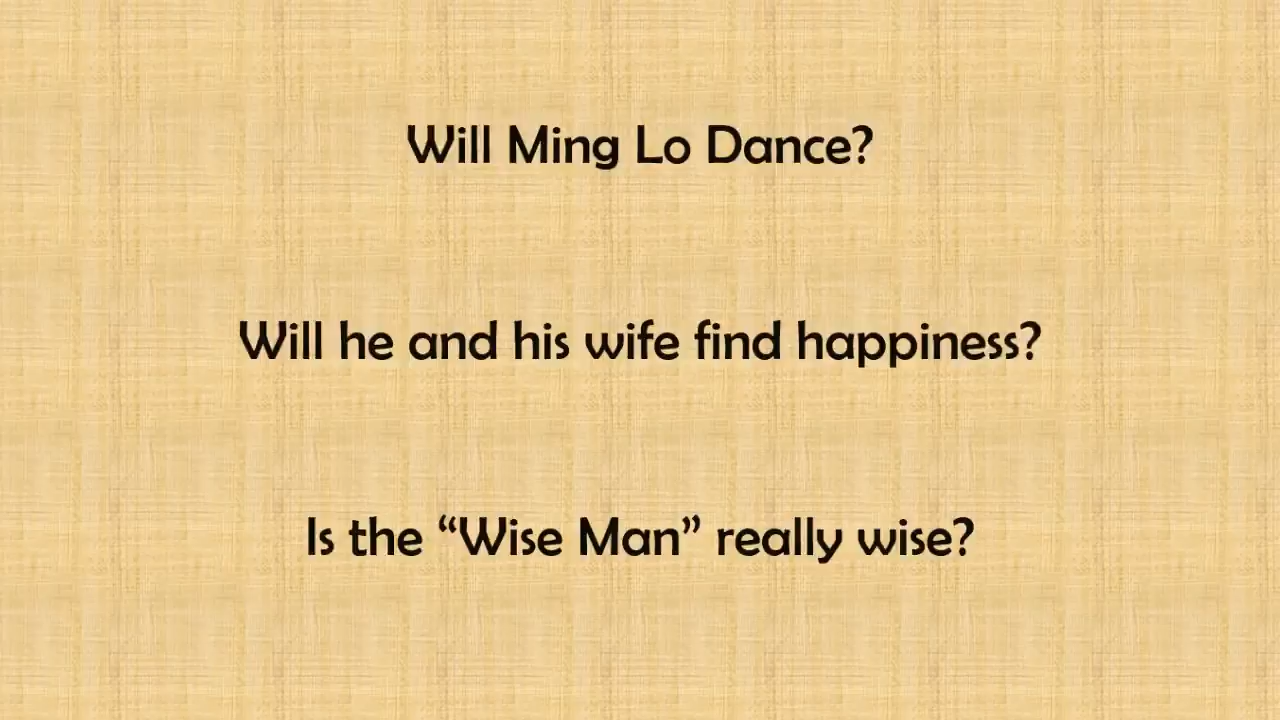 Will Ming Lo Dance?
Will he and his wife find happiness?
Is the “Wise Man” really wise?